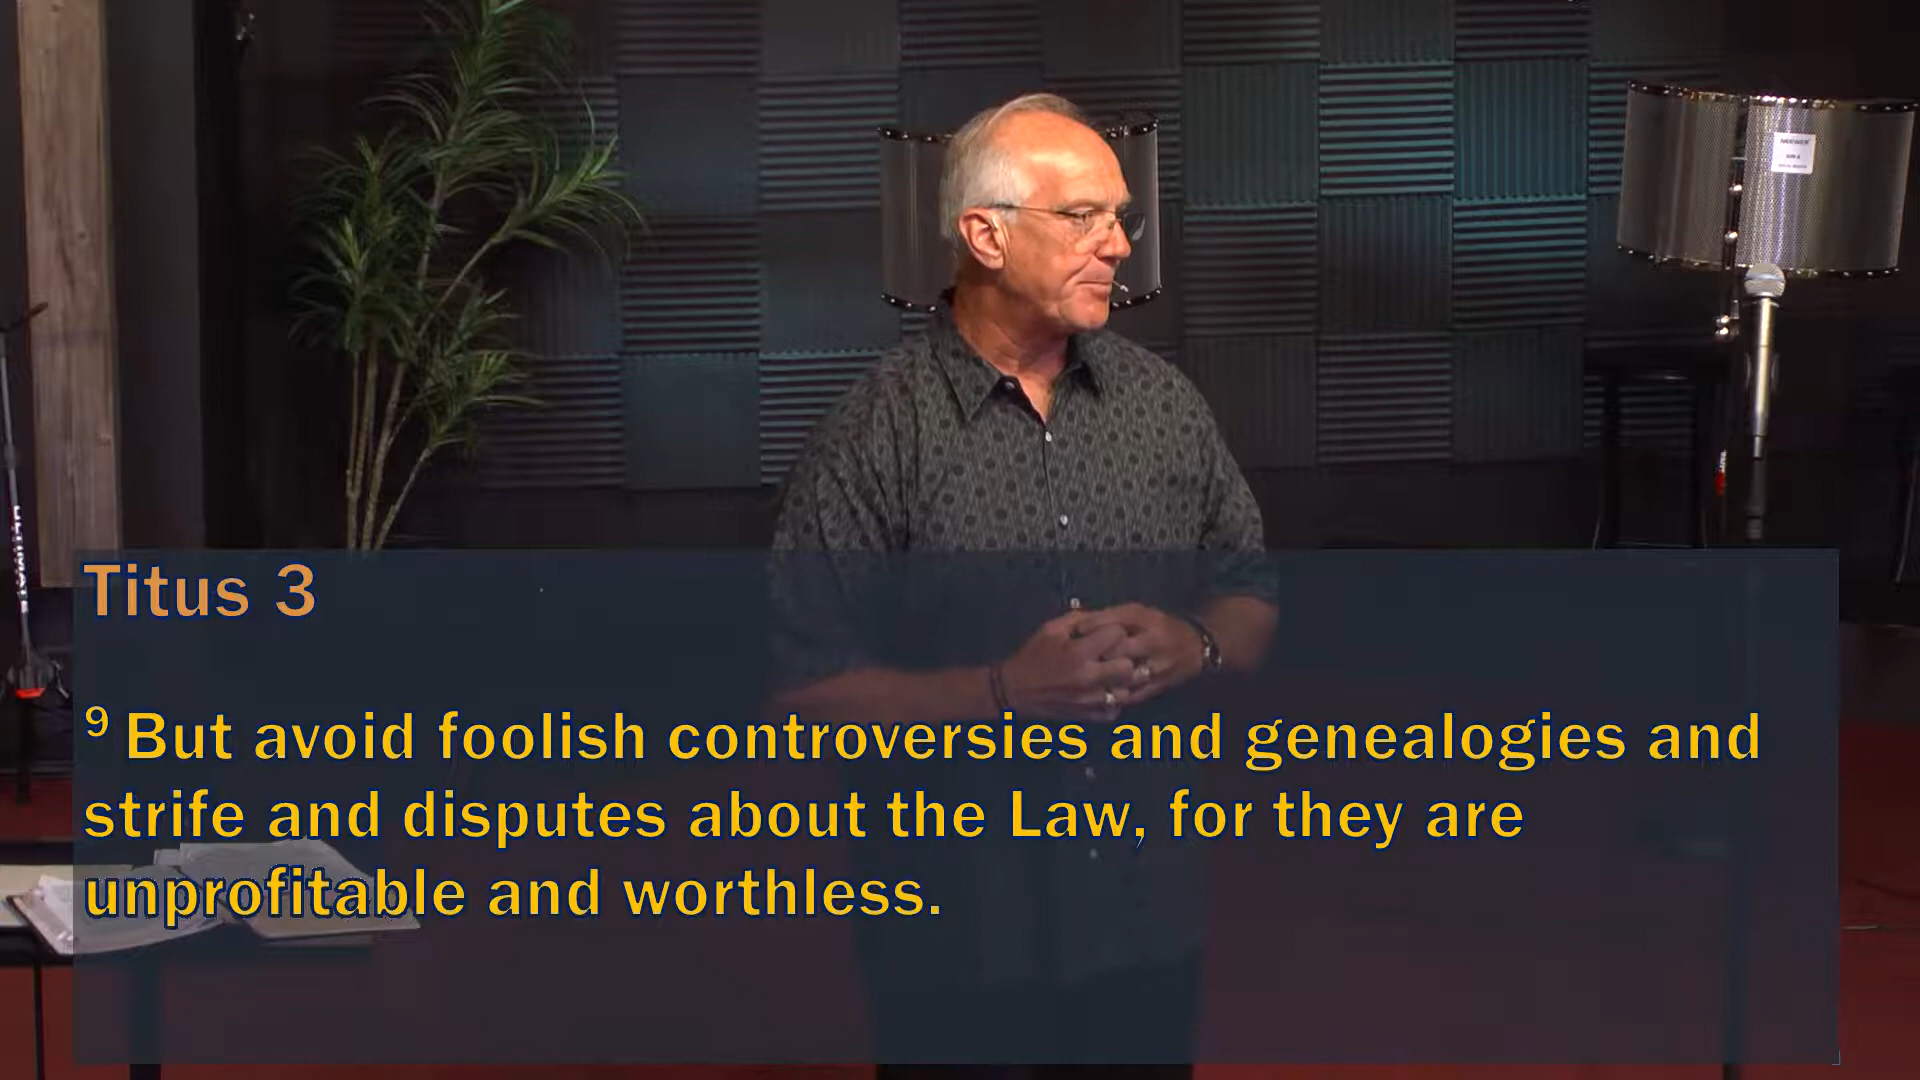 Titus 3
9 But avoid foolish controversies and genealogies and
strife and disputes about the Law, for they are
unprofitable and worthless.